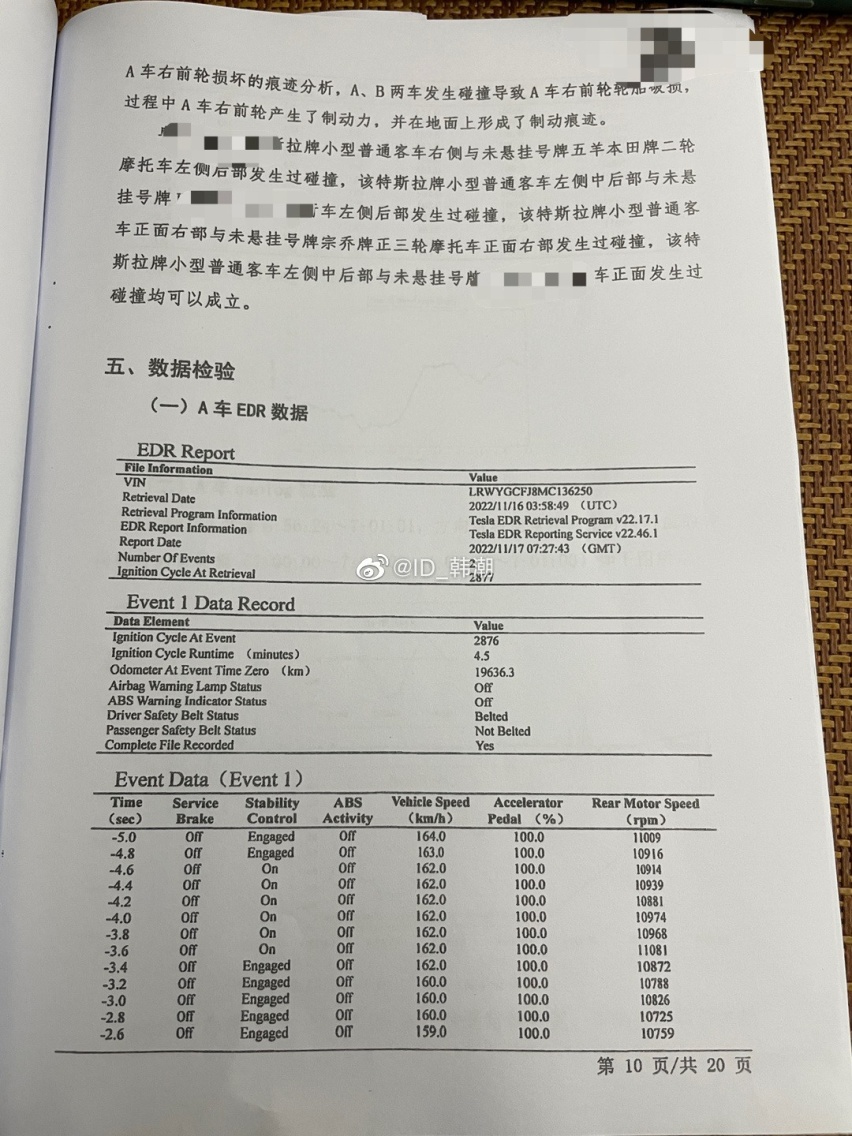 A 车右前轮损坏的痕迹分析，A、B 两车发生碰撞导致 A 车右前轮轮胎破损，
过程中 A 车右前轮产生了制动力，并在地面上形成了制动痕迹。
拉牌小型普通客车右侧与未悬挂号牌五羊本田牌二轮
摩托车左侧后部发生过碰撞，该特斯拉牌小型普通客车左侧中后部与未悬
挂号牌 车左侧后部发生过碰撞，该特斯拉牌小型普通客
车正面右部与未悬挂号牌宗乔牌正三轮摩托车正面右部发生过碰撞，该特
斯拉牌小型普通客车左侧中后部与未悬挂号牌 车正面发生过
碰撞均可以成立。
五、数据检验
（一）A 车 EDR 数据
EDR Report
File Information Value
VIN LRWYGCFJ8MC136250
Retrieval Date 2022/11/16 03:58:49 （UTC）
Retrieval Program Information Tesla EDR Retrieval Program v22.17.1
EDR Report Information Tesla EDR Reporting Service v22.46.1
Report Date 2022/11/17 07:27:43 （GMT）
Number Of Events 2
Ignition Cycle At Retrieval 2877
@ID_韩潮
Event 1 Data Record
Data Element Value
Ignition Cycle At Event 2876
Ignition Cycle Runtime （minutes） 4.5
Odometer At Event Time Zero （km） 19636.3
Airbag Warning Lamp Status Off
ABS Warning Indicator Status Off
Driver Safety Belt Status Belted
Passenger Safety Belt Status Not Belted
Complete File Recorded Yes
Event Data（Event 1）
Time Service Stability ABS Vehicle Speed Accelerator Rear Motor Speed
（sec） Brake Control Activity （km/h） Pedal （%） （rpm）
-5.0 Off Engaged Off 164.0 100.0 11009
-4.8 Off Engaged Off 163.0 100.0 10916
-4.6 Off On Off 162.0 100.0 10914
-4.4 Off On Off 162.0 100.0 10939
-4.2 Off On Off 162.0 100.0 10881
-4.0 Off On Off 162.0 100.0 10974
-3.8 Off On Off 162.0 100.0 10968
-3.6 Off On Off 162.0 100.0 11081
-3.4 Off Engaged Off 162.0 100.0 10872
-3.2 Off Engaged Off 160.0 100.0 10788
-3.0 Off Engaged Off 160.0 100.0 10826
-2.8 Off Engaged Off 160.0 100.0 10725
-2.6 Off Engaged Off 159.0 100.0 10759
第 10 页/共 20 页